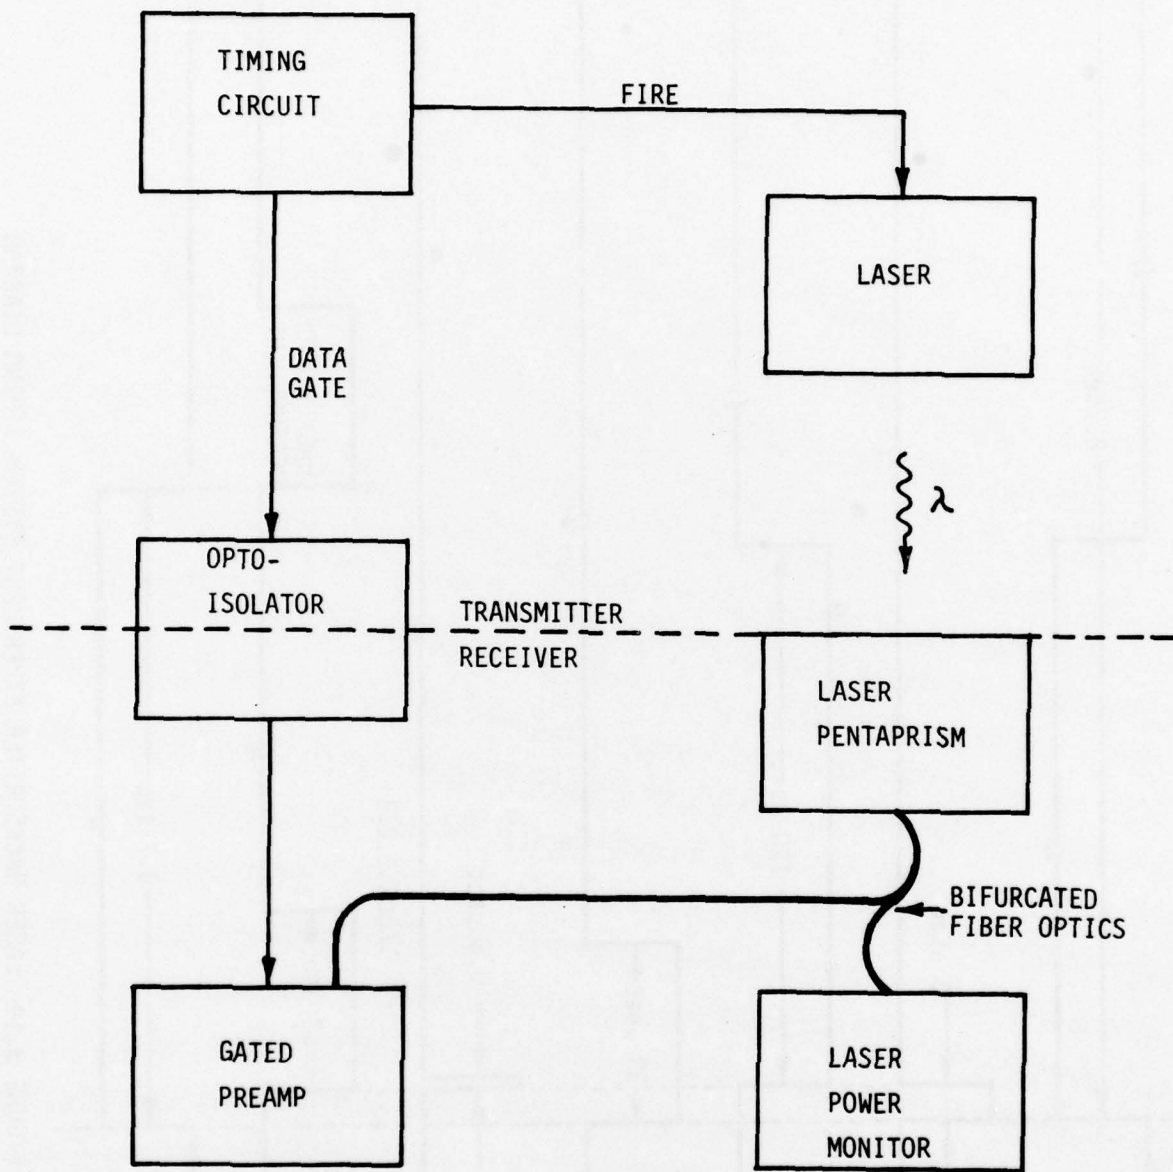 TIMING
CIRCUIT
FIRE
LASER
DATA
GATE
λ
OPTO-
ISOLATOR
TRANSMITTER
RECEIVER
LASER
PENTAPRISM
BIFURCATED
FIBER OPTICS
GATED
PREAMP
LASER
POWER
MONITOR